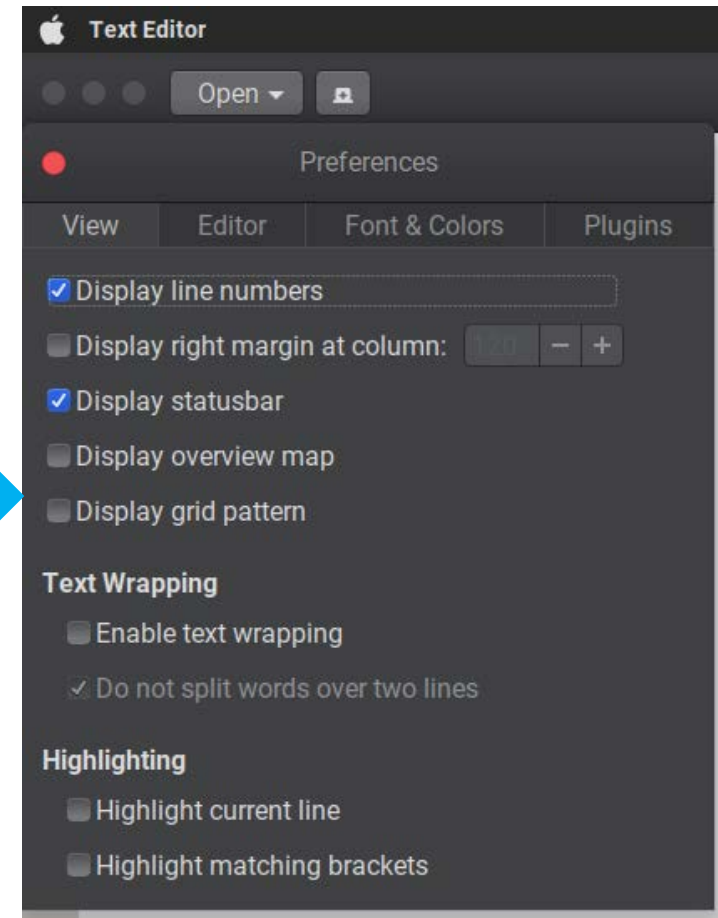 Text Editor
Open
Preferences
View Editor Font & Colors Plugins
Display line numbers
Display right margin at column: 120 − +
Display statusbar
Display overview map
Display grid pattern
Text Wrapping
Enable text wrapping
Do not split words over two lines
Highlighting
Highlight current line
Highlight matching brackets